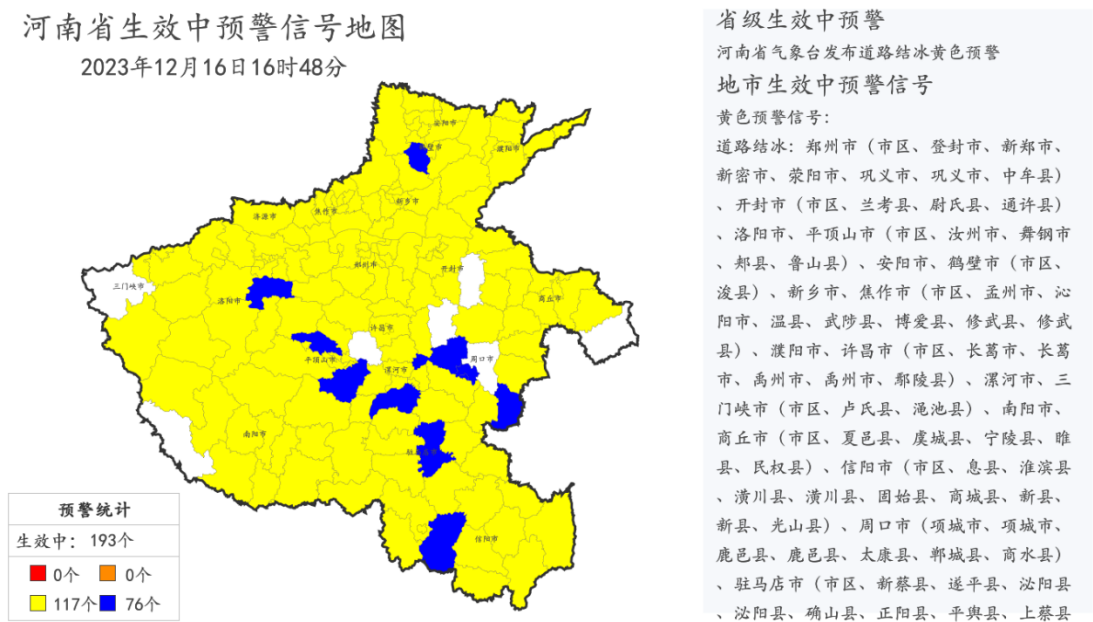 河南省生效中预警信号地图
2023年12月16日16时48分
安阳市
鹤壁市
濮阳市
新乡市
济源市
焦作市
三门峡市
郑州市
开封市
洛阳市
商丘市
许昌市
平顶山市
周口市
漯河市
南阳市
驻马店市
信阳市
预警统计
生效中: 193个
0个
0个
117个
76个
省级生效中预警
河南省气象台发布道路结冰黄色预警
地市生效中预警信号
黄色预警信号:
道路结冰: 郑州市（市区、登封市、新郑市、
新密市、荥阳市、巩义市、巩义市、中牟县）
、开封市（市区、兰考县、尉氏县、通许县）
、洛阳市、平顶山市（市区、汝州市、舞钢市
、郏县、鲁山县）、安阳市、鹤壁市（市区、
浚县）、新乡市、焦作市（市区、孟州市、沁
阳市、温县、武陟县、博爱县、修武县、修武
县）、濮阳市、许昌市（市区、长葛市、长葛
市、禹州市、禹州市、鄢陵县）、漯河市、三
门峡市（市区、卢氏县、渑池县）、南阳市、
商丘市（市区、夏邑县、虞城县、宁陵县、睢
县、民权县）、信阳市（市区、息县、淮滨县
、潢川县、潢川县、固始县、商城县、新县、
新县、光山县）、周口市（项城市、项城市、
鹿邑县、鹿邑县、太康县、郸城县、商水县）
、驻马店市（市区、新蔡县、遂平县、泌阳县
、泌阳县、确山县、正阳县、平舆县、上蔡县